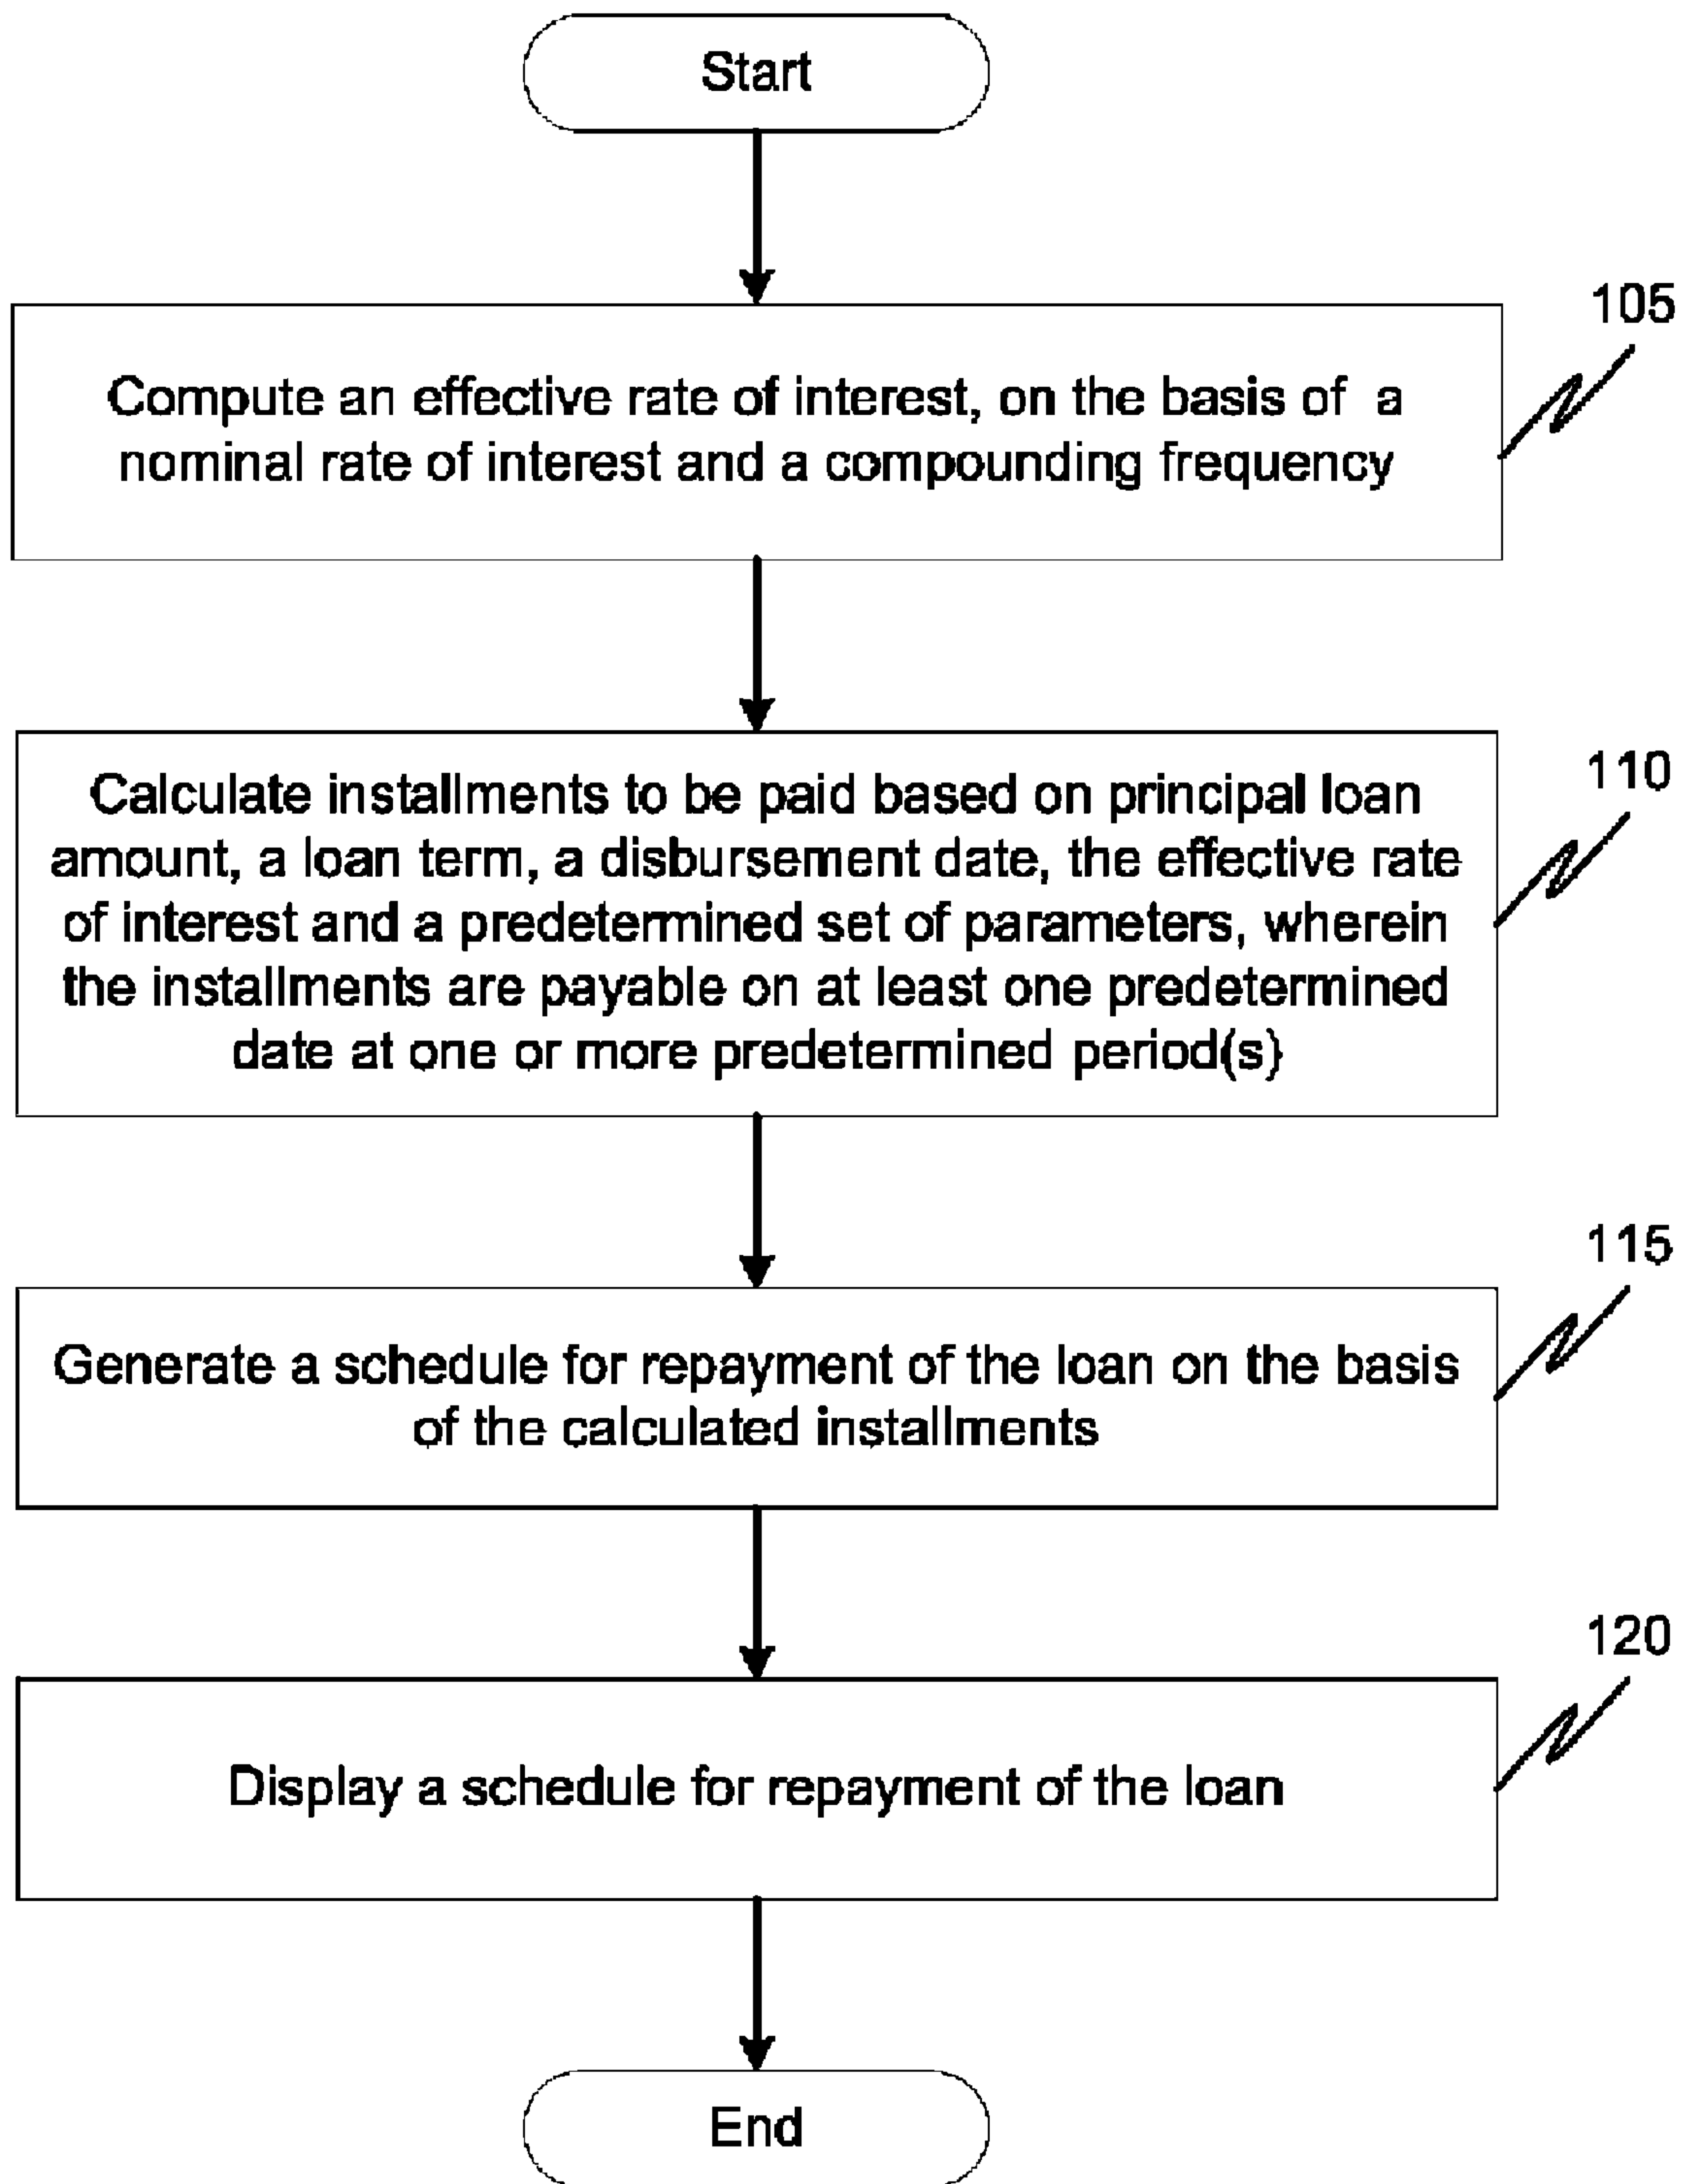 Start
105
Compute an effective rate of interest, on the basis of a
nominal rate of interest and a compounding frequency
110
Calculate installments to be paid based on principal loan
amount, a loan term, a disbursement date, the effective rate
of interest and a predetermined set of parameters, wherein
the installments are payable on at least one predetermined
date at one or more predetermined period(s)
115
Generate a schedule for repayment of the loan on the basis
of the calculated installments
120
Display a schedule for repayment of the loan
End